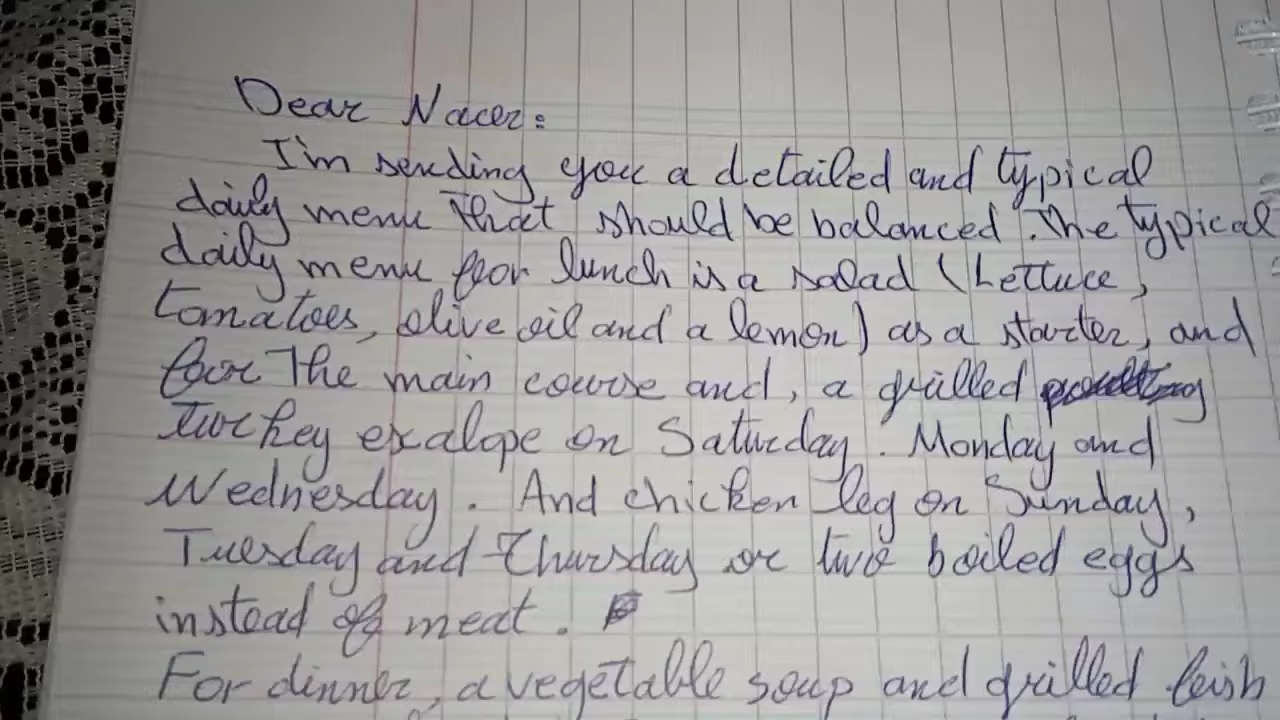 Dear Nacer:
I'm sending you a detailed and typical
daily menu that should be balanced. The typical
daily menu for lunch is a salad (Lettuce,
tomatoes, olive oil and a lemon) as a starter, and
for The main course and, a grilled
turkey exalope on Saturday. Monday and
Wednesday. And chicken leg on Sunday,
Tuesday and Thursday or two boiled eggs
instead of meat.
For dinner, a vegetable soup and grilled feish